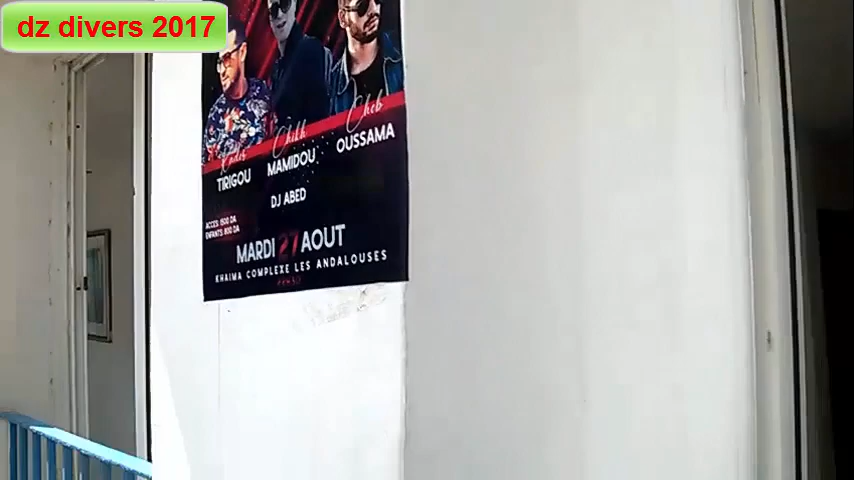 dz divers 2017
Kader
TIRIGOU
Chikh
MAMIDOU
Cheb
OUSSAMA
DJ ABED
ACCES: 1500 DA
ENFANTS: 800 DA
MARDI 27 AOUT
KHAIMA COMPLEXE LES ANDALOUSES